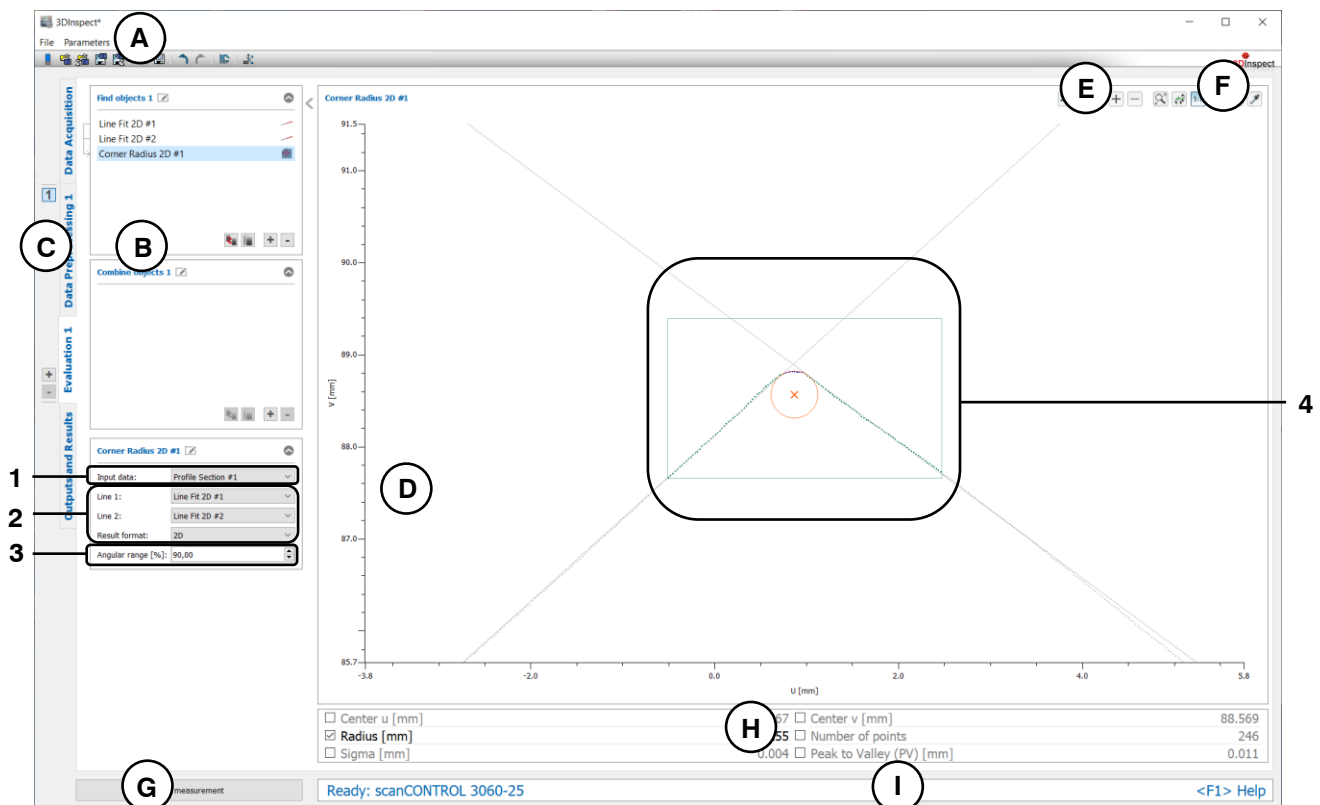 3DInspect*
File Parameters
A
E
F
Inspect
Data Acquisition
Data Preprocessing 1
Evaluation 1
Outputs and Results
1
+
-
C
Find objects 1
Line Fit 2D #1
Line Fit 2D #2
Corner Radius 2D #1
+ -
B
Combine objects 1
+ -
Corner Radius 2D #1
1
Input data: Profile Section #1
2
Line 1: Line Fit 2D #1
Line 2: Line Fit 2D #2
Result format: 2D
3
Angular range [%]: 90,00
Corner Radius 2D #1
91.5
91.0
90.0
89.0
88.0
87.0
85.7
V [mm]
-3.8 -2.0 0.0 2.0 4.0 5.8
U [mm]
D
4
Center u [mm] 67 Center v [mm] 88.569
Radius [mm] 55 Number of points 246
Sigma [mm] 0.004 Peak to Valley (PV) [mm] 0.011
H
G measurement
Ready: scanCONTROL 3060-25 I <F1> Help